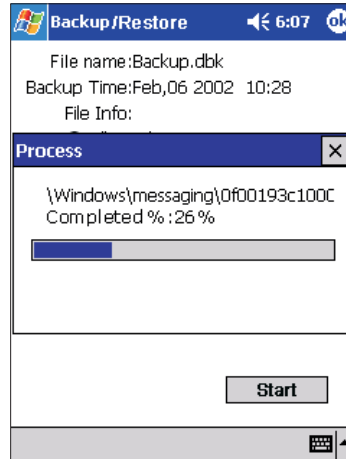 Backup/Restore 6:07 ok
File name:Backup.dbk
Backup Time:Feb,06 2002 10:28
File Info:
Process
\Windows\messaging\0f00193c100
Completed %:26%
Start